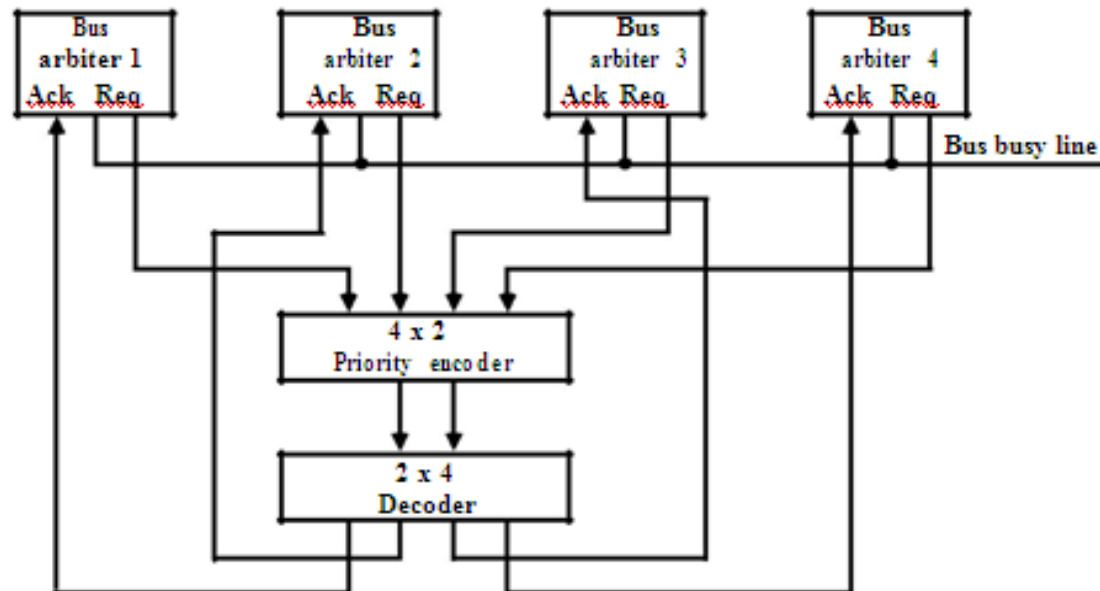 Bus
arbiter 1
Ack Req
Bus
arbiter 2
Ack Req
Bus
arbiter 3
Ack Req
Bus
arbiter 4
Ack Req
Bus busy line
4 x 2
Priority encoder
2 x 4
Decoder